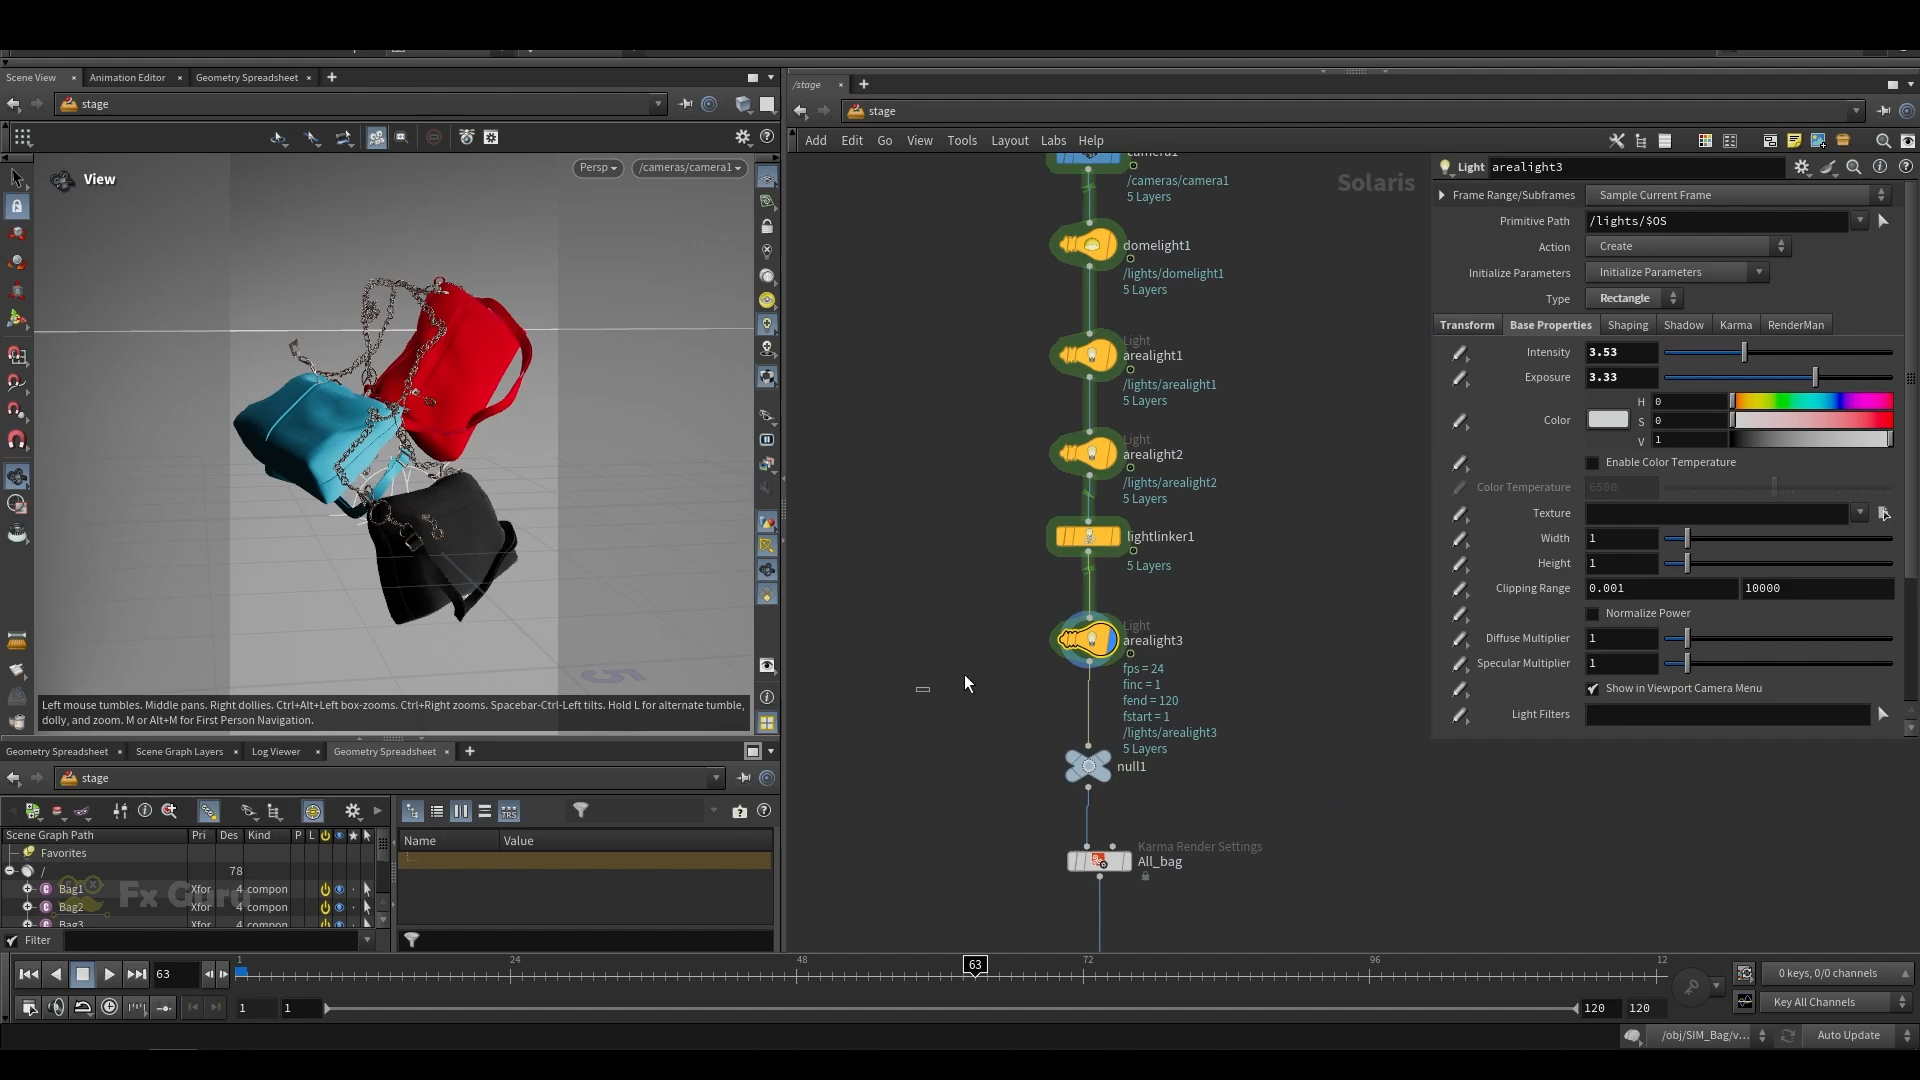 Scene View
Animation Editor
Geometry Spreadsheet
stage
View
Persp
/cameras/camera1
Left mouse tumbles. Middle pans. Right dollies. Ctrl+Alt+Left box-zooms. Ctrl+Right zooms. Spacebar-Ctrl-Left tilts. Hold L for alternate tumble,
dolly, and zoom. M or Alt+M for First Person Navigation.
Geometry Spreadsheet
Scene Graph Layers
Log Viewer
Geometry Spreadsheet
stage
Scene Graph Path Pri Des Kind P L
Favorites
/ 78
Bag1 Xfor 4 compon
Bag2 Xfor 4 compon
Bag3 Xfor 4 compon
Fx Guru
Filter
Name Value
/stage
stage
Add Edit Go View Tools Layout Labs Help
Solaris
camera1
/cameras/camera1
5 Layers
domelight1
/lights/domelight1
5 Layers
Light
arealight1
/lights/arealight1
5 Layers
Light
arealight2
/lights/arealight2
5 Layers
lightlinker1
5 Layers
Light
arealight3
fps = 24
finc = 1
fend = 120
fstart = 1
/lights/arealight3
5 Layers
null1
Karma Render Settings
All_bag
Light arealight3
Frame Range/Subframes Sample Current Frame
Primitive Path /lights/$OS
Action Create
Initialize Parameters Initialize Parameters
Type Rectangle
Transform Base Properties Shaping Shadow Karma RenderMan
Intensity 3.53
Exposure 3.33
Color H 0
S 0
V 1
Enable Color Temperature
Color Temperature 6500
Texture
Width 1
Height 1
Clipping Range 0.001 10000
Normalize Power
Diffuse Multiplier 1
Specular Multiplier 1
Show in Viewport Camera Menu
Light Filters
63
1 24 48 63 72 96 12
1 1 120 120
0 keys, 0/0 channels
Key All Channels
/obj/SIM_Bag/v...
Auto Update